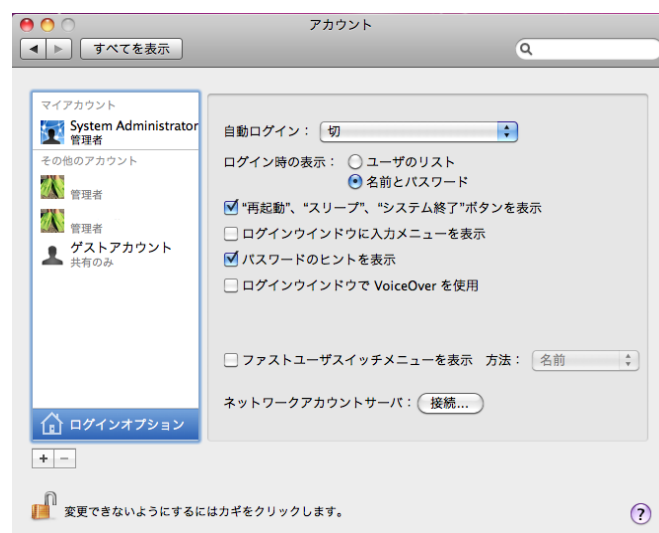 アカウント
すべてを表示
マイアカウント
System Administrator
管理者
その他のアカウント
管理者
管理者
ゲストアカウント
共有のみ
ログインオプション
自動ログイン： 切
ログイン時の表示： ユーザのリスト
名前とパスワード
“再起動”、“スリープ”、“システム終了”ボタンを表示
ログインウインドウに入力メニューを表示
パスワードのヒントを表示
ログインウインドウで VoiceOver を使用
ファストユーザスイッチメニューを表示 方法： 名前
ネットワークアカウントサーバ： 接続...
+ −
変更できないようにするにはカギをクリックします。
?